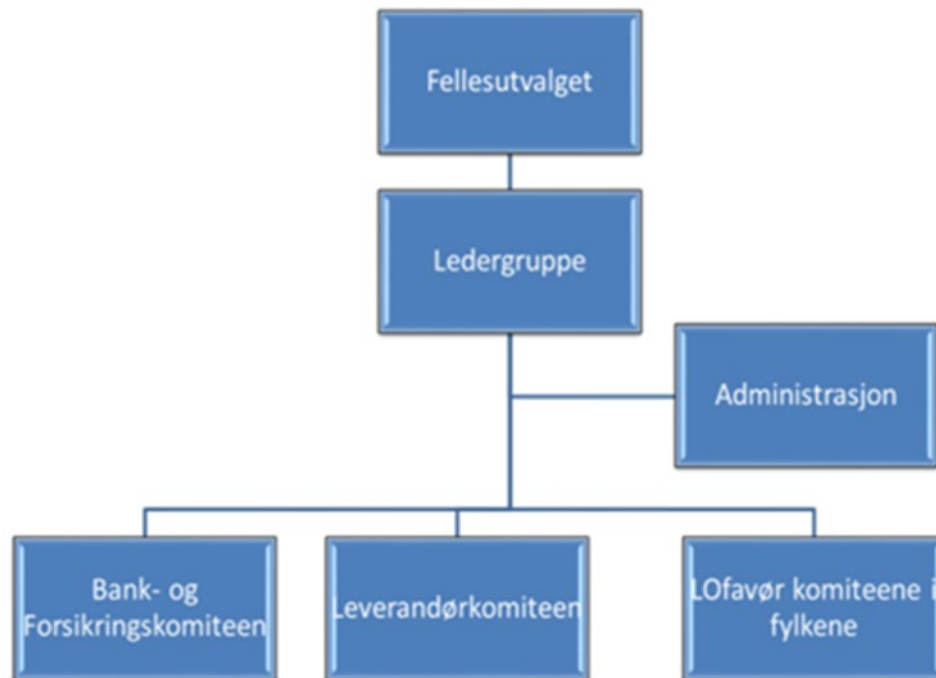 Fellesutvalget
Ledergruppe
Administrasjon
Bank- og
Forsikringskomiteen
Leverandørkomiteen
LOfavør komiteene i
fylkene